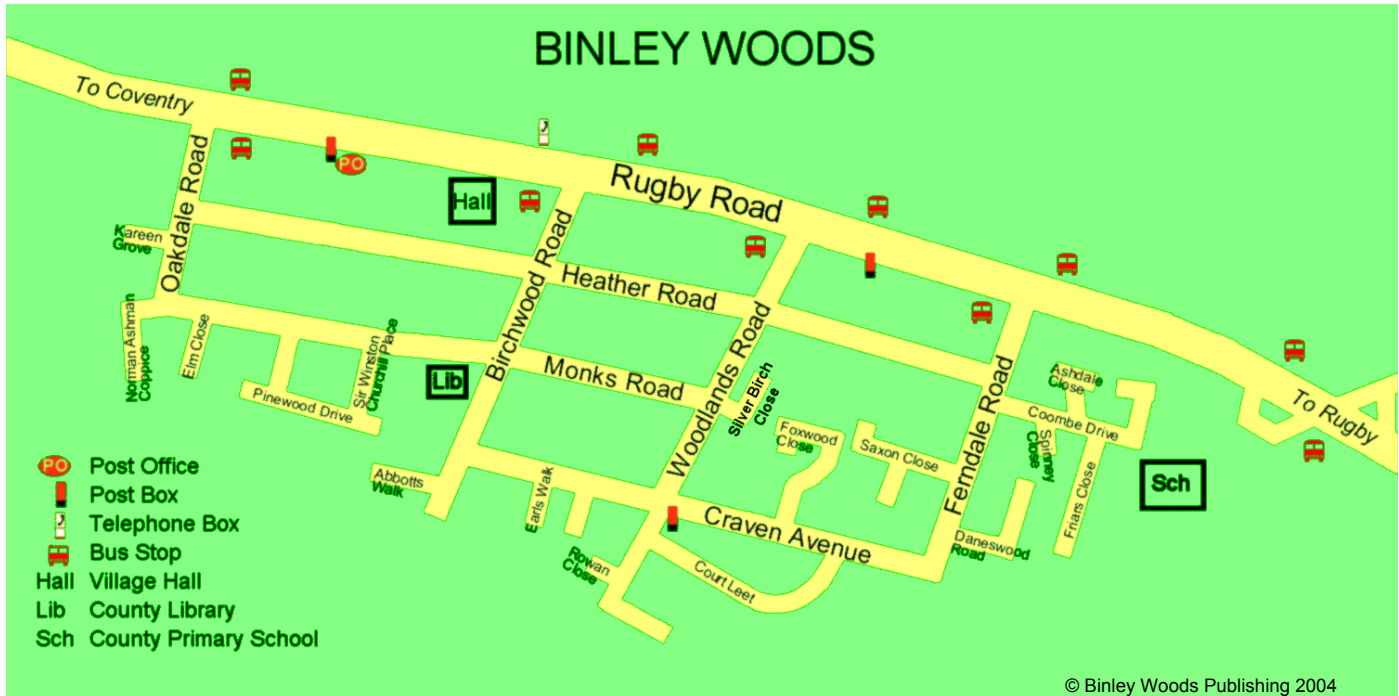 BINLEY WOODS
To Coventry
Oakdale Road
PO
Hall
Rugby Road
Kareen
Grove
Birchwood Road
Heather Road
Woodlands Road
Norman Ashman
Coppice
Elm Close
Sir Winston
Churchill Place
Pinewood Drive
Lib
Monks Road
Silver Birch
Close
Ferndale Road
Ashdale
Close
Coombe Drive
Spinney
Close
Friars Close
To Rugby
Sch
Foxwood
Close
Saxon Close
Abbotts
Walk
Earls Walk
Craven Avenue
Daneswood
Road
Rowan
Close
Court Leet
PO Post Office
Post Box
Telephone Box
Bus Stop
Hall Village Hall
Lib County Library
Sch County Primary School
© Binley Woods Publishing 2004